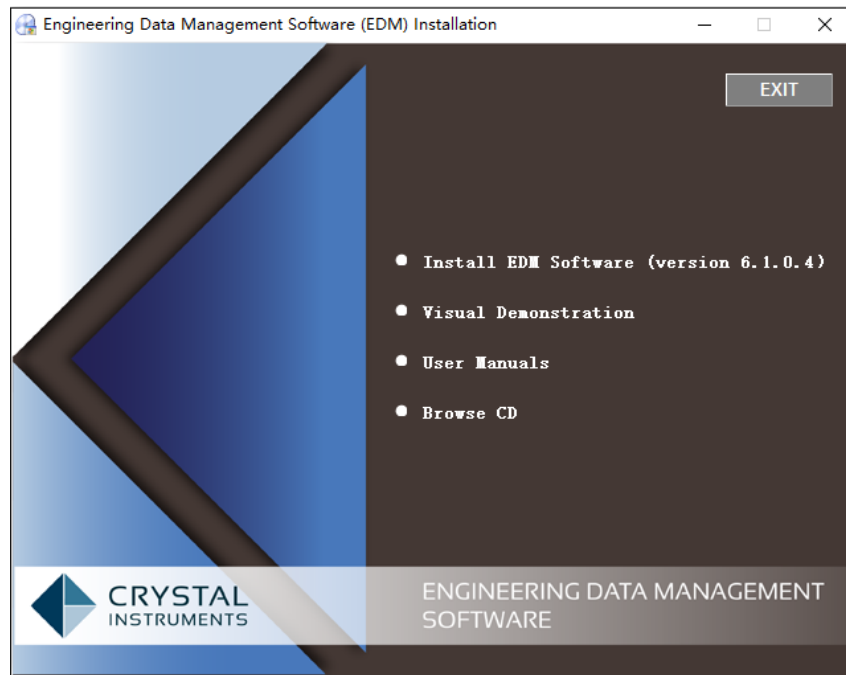 Engineering Data Management Software (EDM) Installation
EXIT
Install EDM Software (version 6.1.0.4)
Visual Demonstration
User Manuals
Browse CD
CRYSTAL
INSTRUMENTS
ENGINEERING DATA MANAGEMENT
SOFTWARE